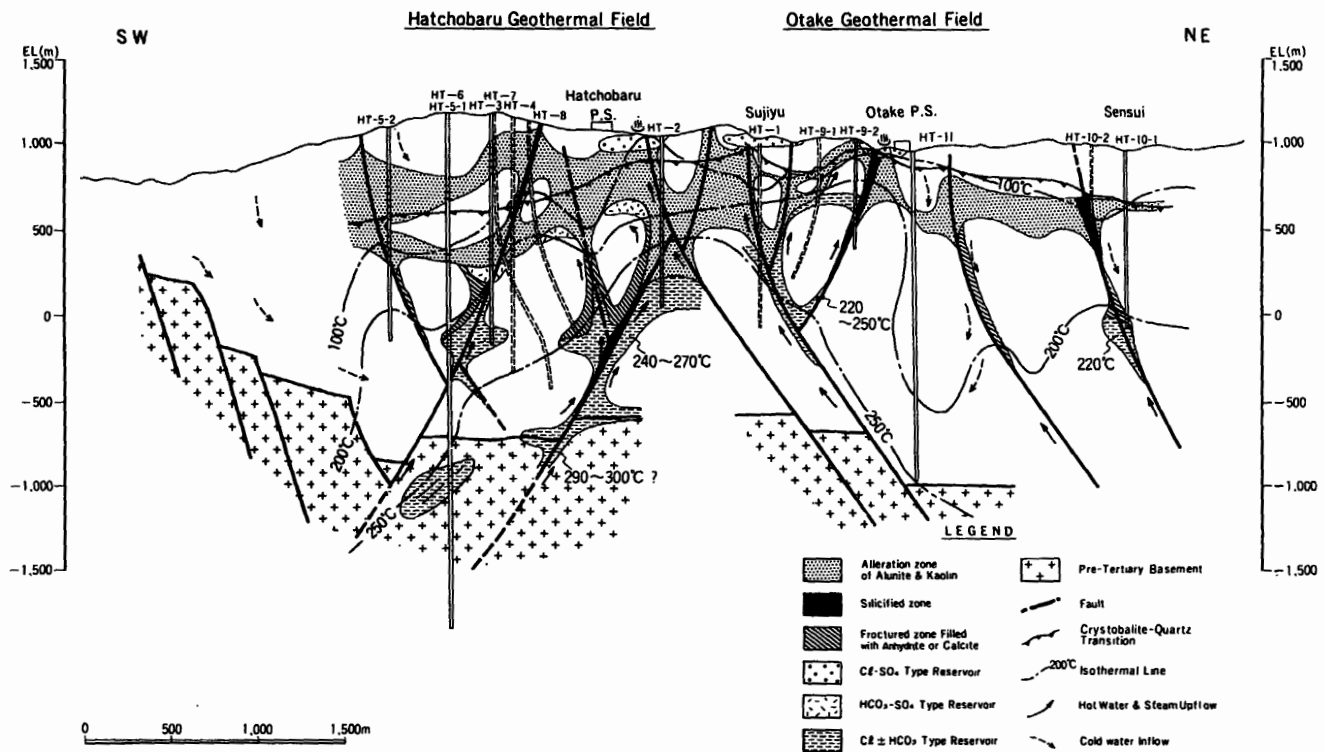 Hatchobaru Geothermal Field
Otake Geothermal Field
SW
NE
EL(m)
1.500
1.000
500
0
-500
-1.000
-1.500
EL(m)
1.500
1.000
500
0
-500
-1.000
-1.500
HT-5-2
HT-6
HT-5-1
HT-7
HT-3
HT-4
HT-8
Hatchobaru
P.S.
HT-2
Sujiyu
HT-1
HT-9-1
HT-9-2
Otake P.S.
HT-11
Sensui
HT-10-2
HT-10-1
100℃
100℃
200℃
250℃
240~270℃
290~300℃ ?
220
~250℃
250℃
200℃
220℃
LEGEND
Alleration zone
of Alunite & Kaolin
Silicified zone
Froctured zone Filled
with Anhydrite or Calcite
Cℓ-SO₄ Type Reservoir
HCO₃-SO₄ Type Reservoir
Cℓ ± HCO₃ Type Reservoir
Pre-Tertiary Basement
Fault
Crystobalite-Quartz
Transition
200℃ Isothermal Line
Hot Water & Steam Upflow
Cold water Inflow
0 500 1,000 1,500m